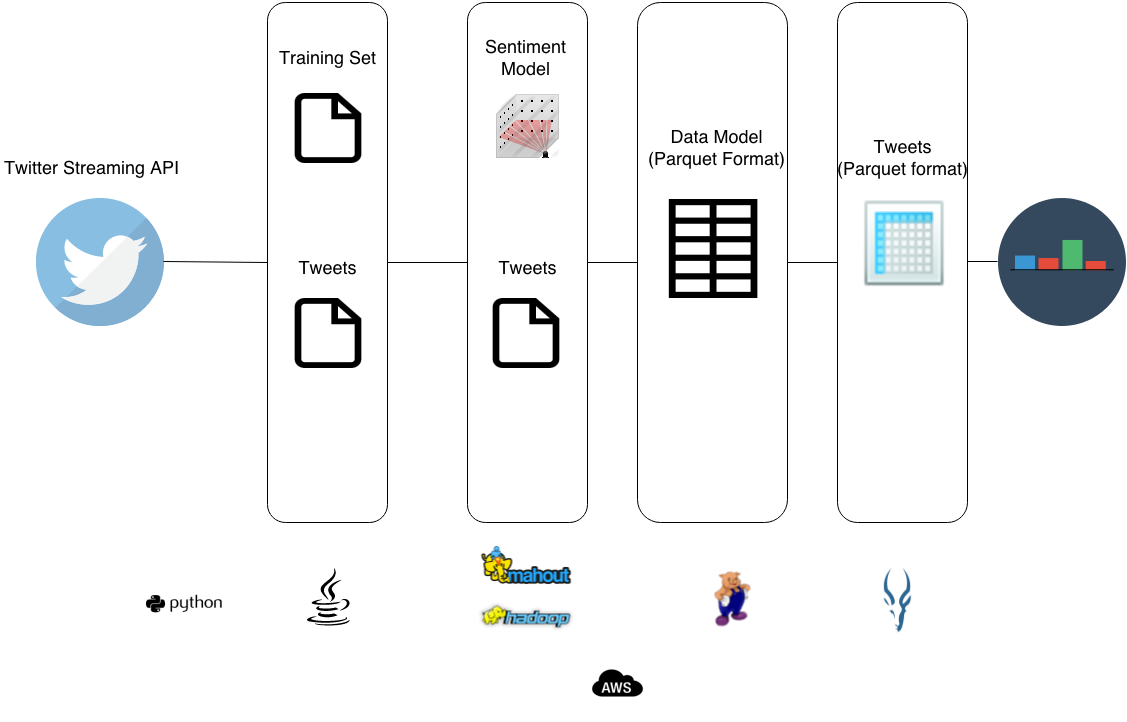 Training Set
Sentiment
Model
Data Model
(Parquet Format)
Tweets
(Parquet format)
Twitter Streaming API
Tweets
Tweets
python
mahout
hadoop
AWS